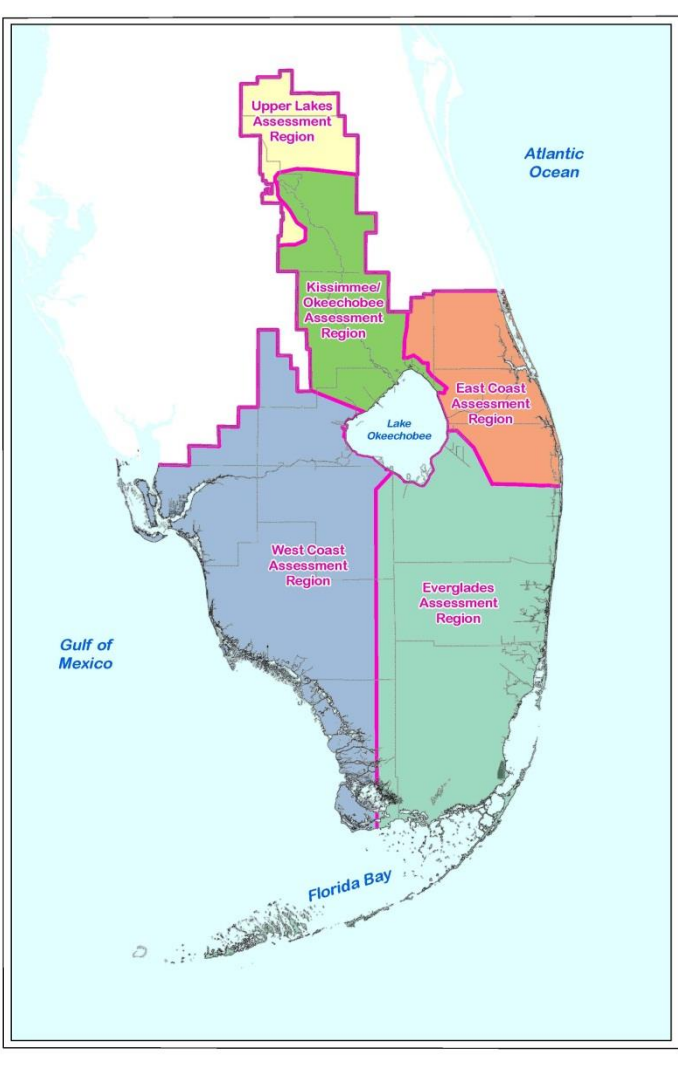 Upper Lakes
Assessment
Region
Atlantic
Ocean
Kissimmee/
Okeechobee
Assessment
Region
East Coast
Assessment
Region
Lake
Okeechobee
West Coast
Assessment
Region
Everglades
Assessment
Region
Gulf of
Mexico
Florida Bay